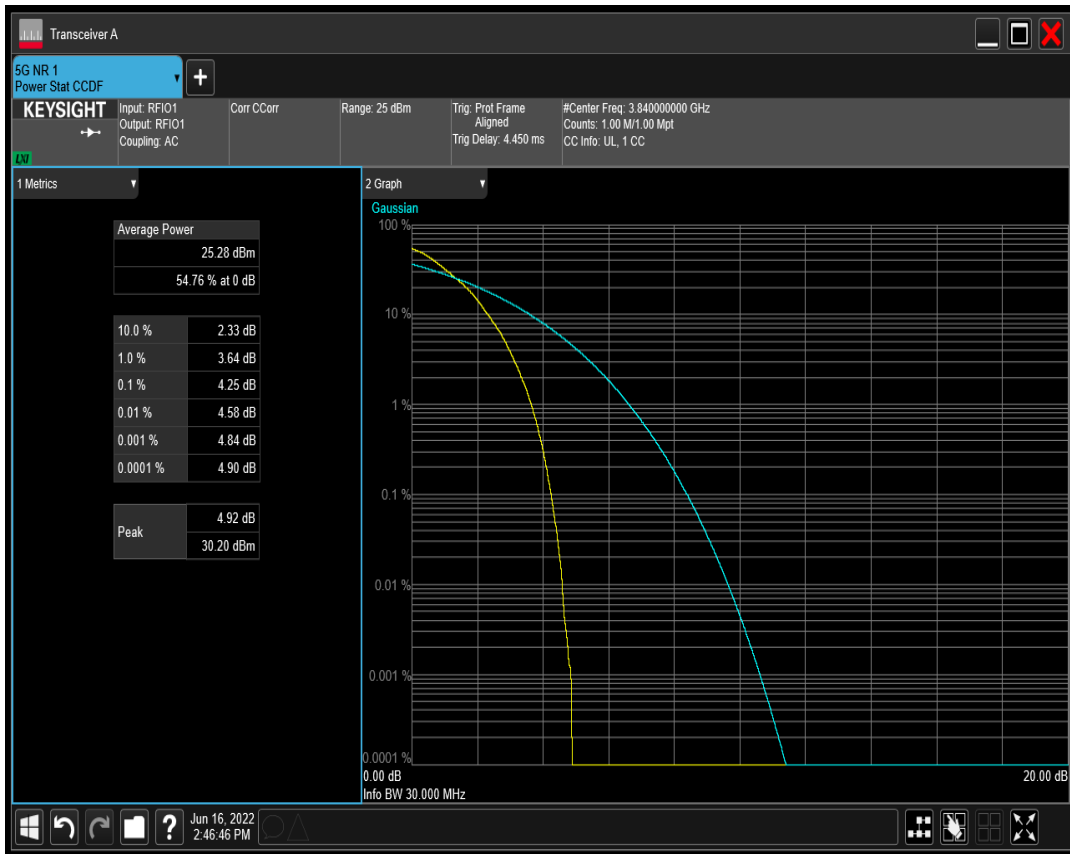 Transceiver A
5G NR 1
Power Stat CCDF
KEYSIGHT
LXI
Input: RFIO1
Output: RFIO1
Coupling: AC
Corr CCorr
Range: 25 dBm
Trig: Prot Frame
Aligned
Trig Delay: 4.450 ms
#Center Freq: 3.840000000 GHz
Counts: 1.00 M/1.00 Mpt
CC Info: UL, 1 CC
1 Metrics
Average Power
25.28 dBm
54.76 % at 0 dB
10.0 % 2.33 dB
1.0 % 3.64 dB
0.1 % 4.25 dB
0.01 % 4.58 dB
0.001 % 4.84 dB
0.0001 % 4.90 dB
Peak
4.92 dB
30.20 dBm
2 Graph
Gaussian
100 %
10 %
1 %
0.1 %
0.01 %
0.001 %
0.0001 %
0.00 dB 20.00 dB
Info BW 30.000 MHz
Jun 16, 2022
2:46:46 PM